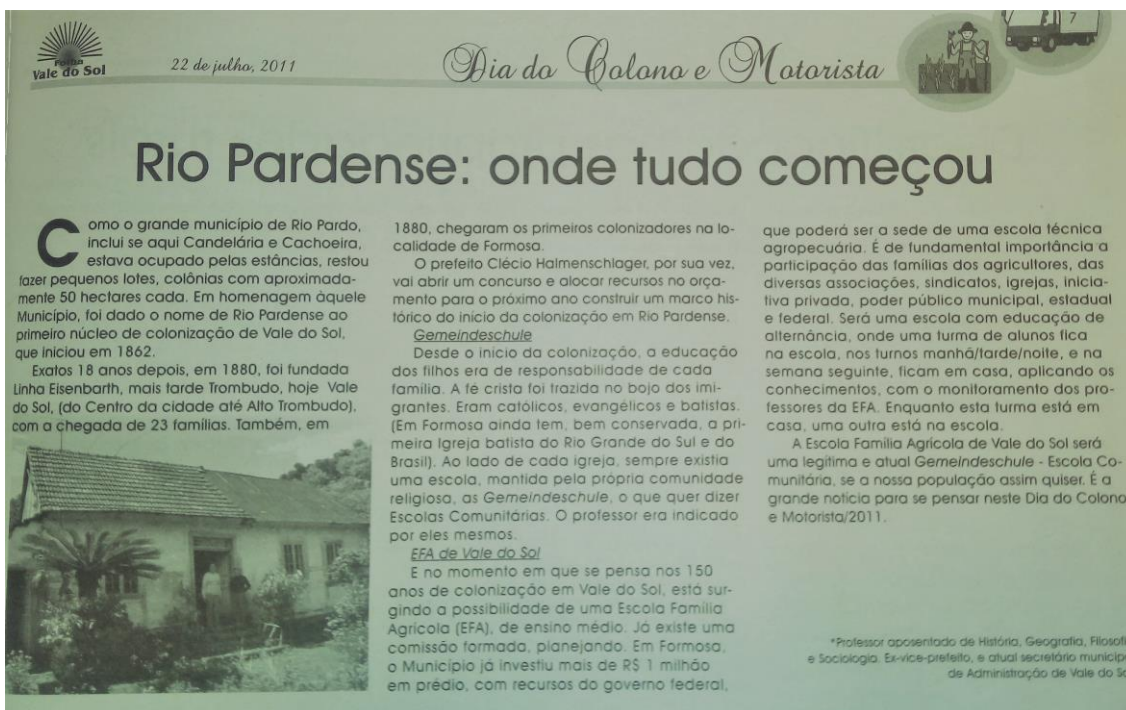 Folha
Vale do Sol
22 de julho, 2011
Dia do Colono e Motorista
7
Rio Pardense: onde tudo começou
Como o grande município de Rio Pardo,
inclui se aqui Candelária e Cachoeira,
estava ocupado pelas estâncias, restou
fazer pequenos lotes, colônias com aproximada-
mente 50 hectares cada. Em homenagem àquele
Município, foi dado o nome de Rio Pardense ao
primeiro núcleo de colonização de Vale do Sol,
que iniciou em 1862.
Exatos 18 anos depois, em 1880, foi fundada
Linha Eisenbarth, mais tarde Trombudo, hoje Vale
do Sol, (do Centro da cidade até Alto Trombudo),
com a chegada de 23 famílias. Também, em
1880, chegaram os primeiros colonizadores na lo-
calidade de Formosa.
O prefeito Clécio Halmenschlager, por sua vez,
vai abrir um concurso e alocar recursos no orça-
mento para o próximo ano construir um marco his-
tórico do início da colonização em Rio Pardense.
Gemeindeschule
Desde o início da colonização, a educação
dos filhos era de responsabilidade de cada
família. A fé crista foi trazida no bojo dos imi-
grantes. Eram católicos, evangélicos e batistas.
(Em Formosa ainda tem, bem conservada, a pri-
meira Igreja batista do Rio Grande do Sul e do
Brasil). Ao lado de cada igreja, sempre existia
uma escola, mantida pela própria comunidade
religiosa, as Gemeindeschule, o que quer dizer
Escolas Comunitárias. O professor era indicado
por eles mesmos.
EFA de Vale do Sol
E no momento em que se pensa nos 150
anos de colonização em Vale do Sol, está sur-
gindo a possibilidade de uma Escola Família
Agrícola (EFA), de ensino médio. Já existe uma
comissão formada, planejando. Em Formosa,
o Município já investiu mais de R$ 1 milhão
em prédio, com recursos do governo federal,
que poderá ser a sede de uma escola técnica
agropecuária. É de fundamental importância a
participação das famílias dos agricultores, das
diversas associações, sindicatos, igrejas, inicia-
tiva privada, poder público municipal, estadual
e federal. Será uma escola com educação de
alternância, onde uma turma de alunos fica
na escola, nos turnos manhã/tarde/noite, e na
semana seguinte, ficam em casa, aplicando os
conhecimentos, com o monitoramento dos pro-
fessores da EFA. Enquanto esta turma está em
casa, uma outra está na escola.
A Escola Família Agrícola de Vale do Sol será
uma legítima e atual Gemeindeschule - Escola Co-
munitária, se a nossa população assim quiser. É a
grande notícia para se pensar neste Dia do Colono
e Motorista/2011.
*Professor aposentado de História, Geografia, Filosofi
e Sociologia. Ex-vice-prefeito, e atual secretário municip
de Administração de Vale do So